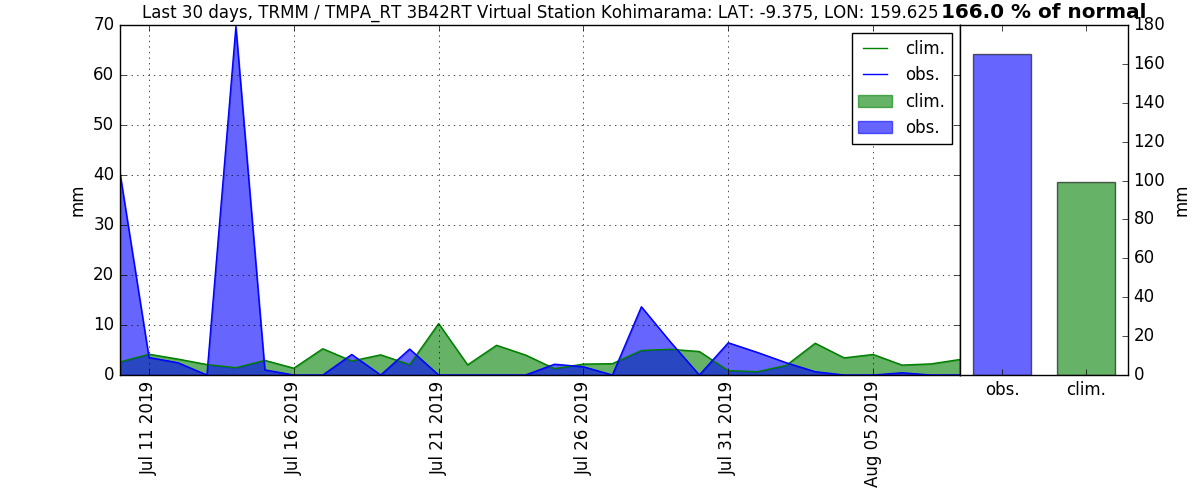 Last 30 days, TRMM / TMPA_RT 3B42RT Virtual Station Kohimarama: LAT: -9.375, LON: 159.625
166.0 % of normal
70
60
50
40
30
20
10
0
mm
clim.
obs.
clim.
obs.
Jul 11 2019
Jul 16 2019
Jul 21 2019
Jul 26 2019
Jul 31 2019
Aug 05 2019
180
160
140
120
100
80
60
40
20
0
mm
obs.
clim.